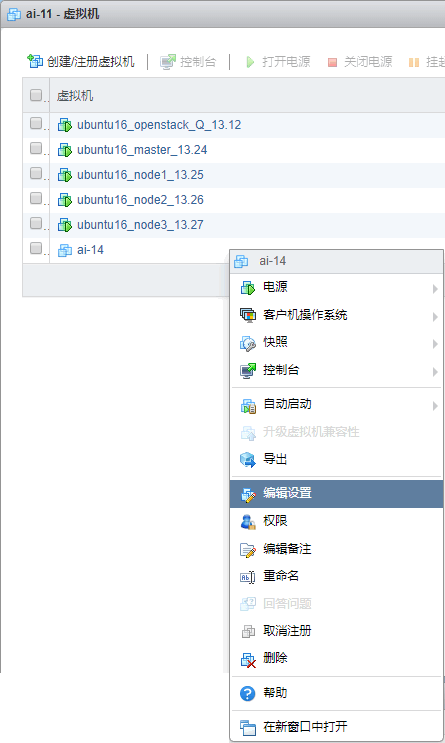 ai-11 - 虚拟机
创建/注册虚拟机 控制台 打开电源 关闭电源 挂起
虚拟机
ubuntu16_openstack_Q_13.12
ubuntu16_master_13.24
ubuntu16_node1_13.25
ubuntu16_node2_13.26
ubuntu16_node3_13.27
ai-14
ai-14
电源
客户机操作系统
快照
控制台
自动启动
升级虚拟机兼容性
导出
编辑设置
权限
编辑备注
重命名
回答问题
取消注册
删除
帮助
在新窗口中打开